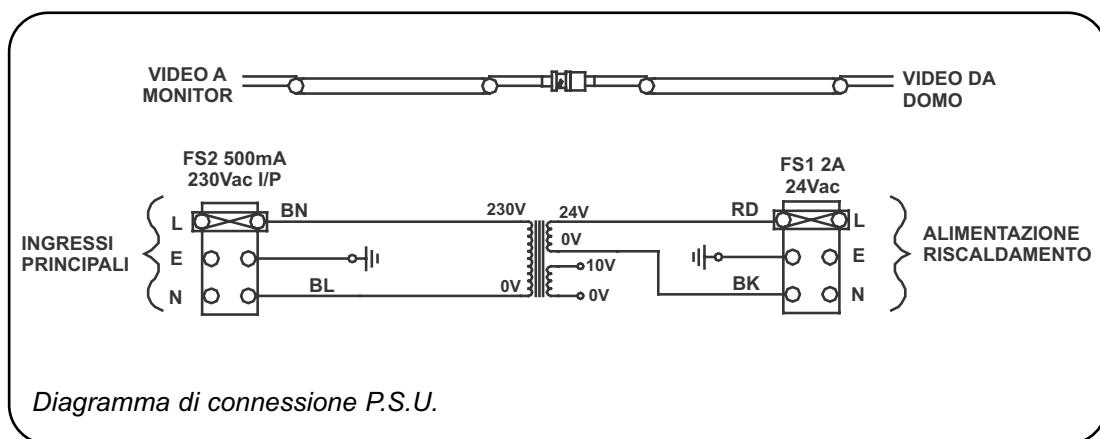 VIDEO A
MONITOR
VIDEO DA
DOMO
FS2 500mA
230Vac I/P
FS1 2A
24Vac
INGRESSI
PRINCIPALI
L
E
N
BN
BL
230V
0V
24V
0V
10V
0V
RD
BK
L
E
N
ALIMENTAZIONE
RISCALDAMENTO
Diagramma di connessione P.S.U.